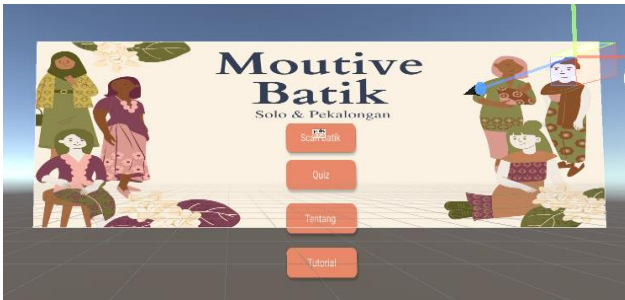 Moutive
Batik
Solo & Pekalongan
Scan Batik
Quiz
Tentang
Tutorial